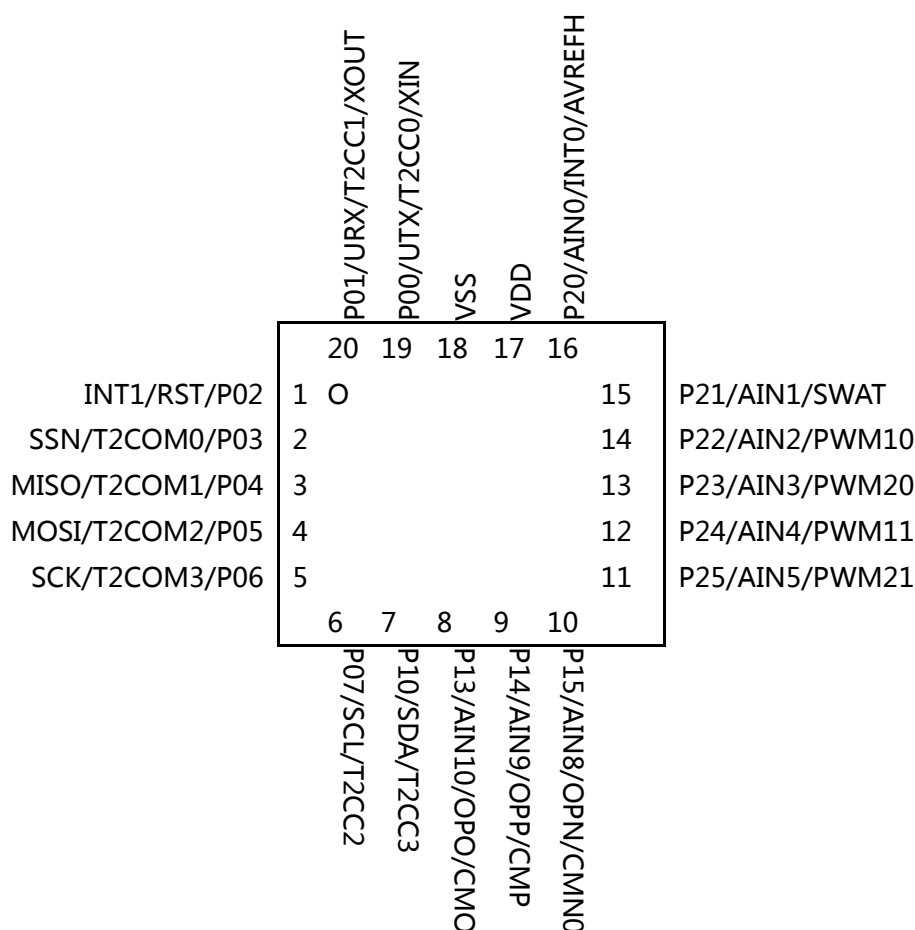 P01/URX/T2CC1/XOUT
P00/UTX/T2CC0/XIN
VSS
VDD
P20/AIN0/INT0/AVREFH
20 19 18 17 16
INT1/RST/P02 1 O 15 P21/AIN1/SWAT
SSN/T2COM0/P03 2 14 P22/AIN2/PWM10
MISO/T2COM1/P04 3 13 P23/AIN3/PWM20
MOSI/T2COM2/P05 4 12 P24/AIN4/PWM11
SCK/T2COM3/P06 5 11 P25/AIN5/PWM21
6 7 8 9 10
P07/SCL/T2CC2
P10/SDA/T2CC3
P13/AIN10/OPO/CMO
P14/AIN9/OPP/CMP
P15/AIN8/OPN/CMN0